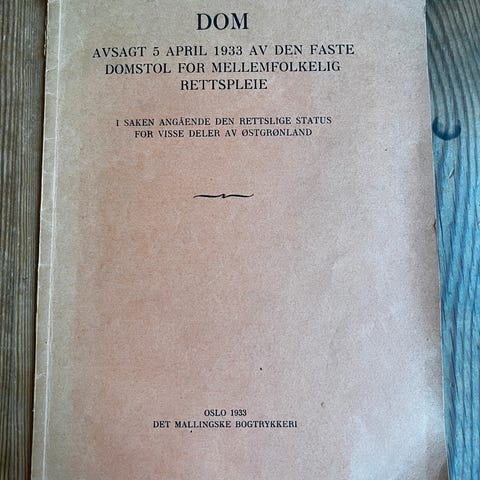 DOM
AVSAGT 5 APRIL 1933 AV DEN FASTE
DOMSTOL FOR MELLEMFOLKELIG
RETTSPLEIE
I SAKEN ANGÅENDE DEN RETTSLIGE STATUS
FOR VISSE DELER AV ØSTGRØNLAND
OSLO 1933
DET MALLINGSKE BOGTRYKKERI